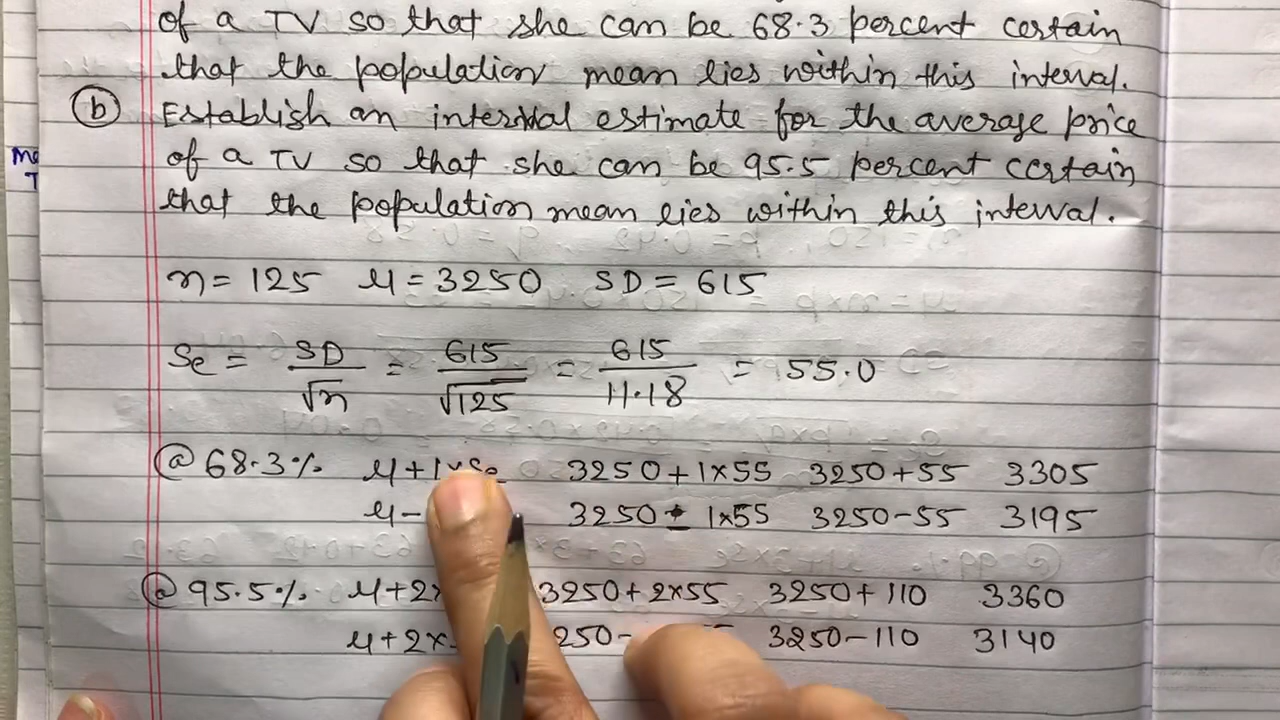 of a TV so that she can be 68.3 percent certain
that the population mean lies within this interval.
(b) Establish an interval estimate for the average price
of a TV so that she can be 95.5 percent certain
that the population mean lies within this interval.
n = 125 μ = 3250 SD = 615
Se = SD/√n = 615/√125 = 615/11.18 = 55.0
@ 68.3% μ+1×Se 3250+1×55 3250+55 3305
μ- 3250-1×55 3250-55 3195
@ 95.5% μ+2× 3250+2×55 3250+110 3360
μ+2× 250- 3250-110 3140